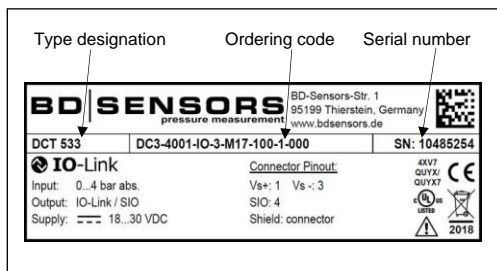 Type designation Ordering code Serial number
BD SENSORS
pressure measurement
BD-Sensors-Str. 1
95199 Thierstein, Germany
www.bdsensors.de
DCT 533 DC3-4001-IO-3-M17-100-1-000 SN: 10485254
IO-Link
Input: 0...4 bar abs.
Output: IO-Link / SIO
Supply: 18...30 VDC
Connector Pinout:
Vs+: 1 Vs -: 3
SIO: 4
Shield: connector
4XV7
QUYX/
QUYX7
CE
c UL us
LISTED
2018